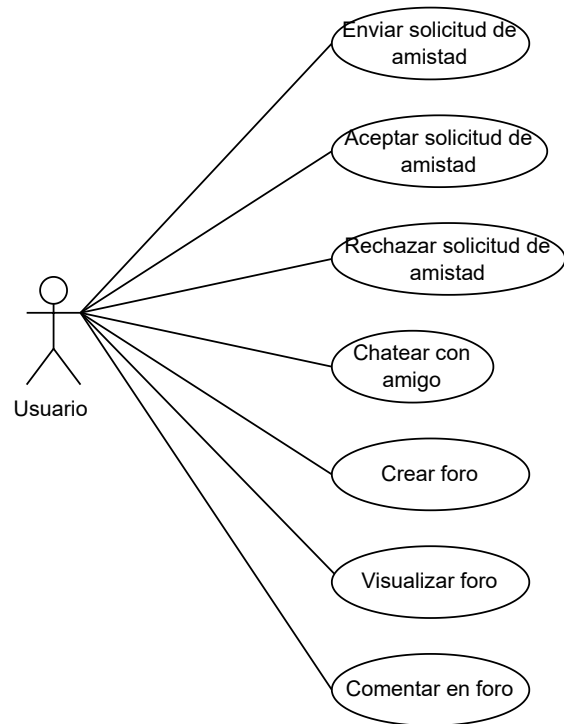 Enviar solicitud de
amistad
Aceptar solicitud de
amistad
Rechazar solicitud de
amistad
Chatear con
amigo
Usuario
Crear foro
Visualizar foro
Comentar en foro